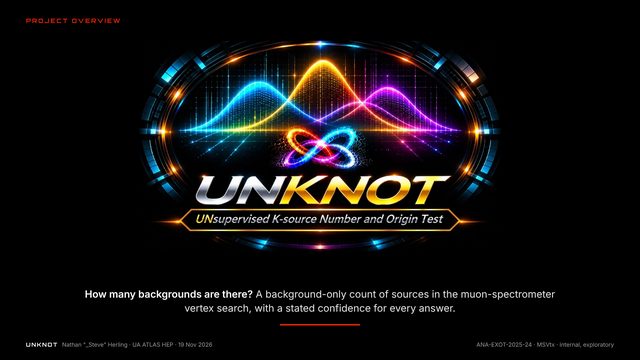 PROJECT OVERVIEW
UNKNOT
UNsupervised K-source Number and Origin Test
How many backgrounds are there? A background-only count of sources in the muon-spectrometer
vertex search, with a stated confidence for every answer.
UNKNOT Nathan "_Steve" Herling · UA ATLAS HEP · 19 Nov 2026
ANA-EXOT-2025-24 · MSVtx · internal, exploratory